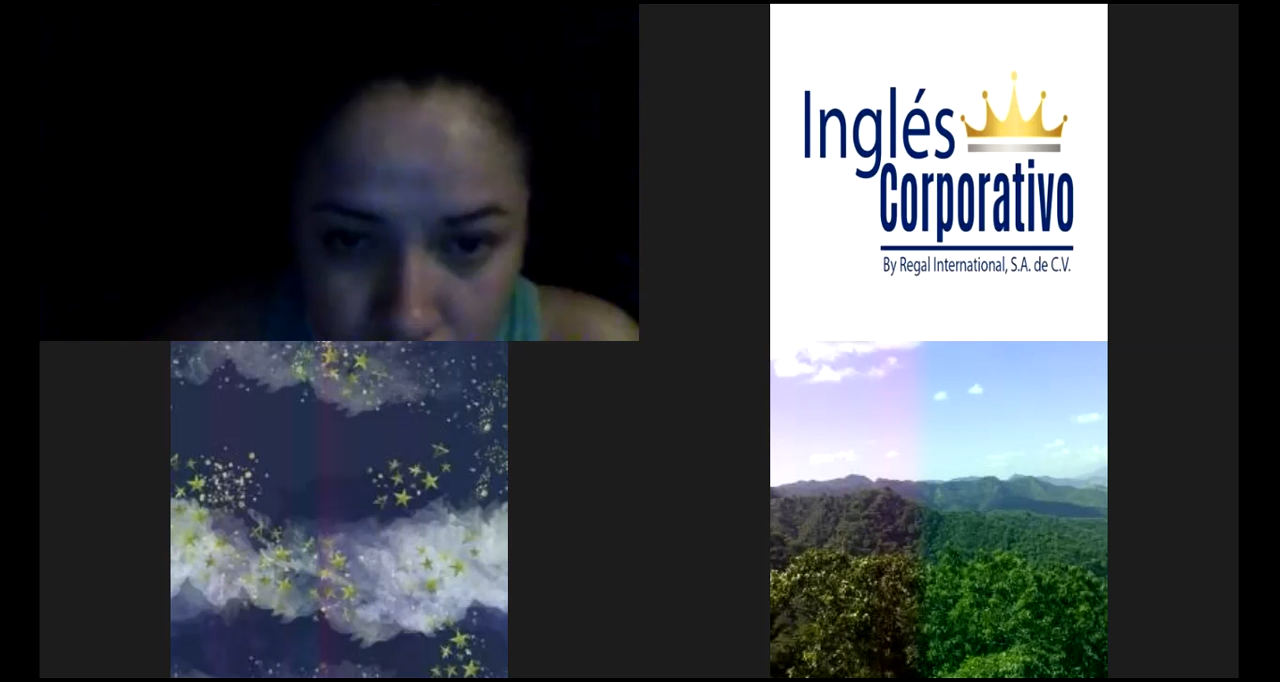 Inglés
Corporativo
By Regal International, S.A. de C.V.